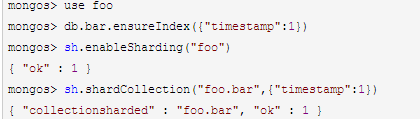 mongos> use foo
mongos> db.bar.ensureIndex({"timestamp":1})
mongos> sh.enableSharding("foo")
{ "ok" : 1 }
mongos> sh.shardCollection("foo.bar",{"timestamp":1})
{ "collectionsharded" : "foo.bar", "ok" : 1 }